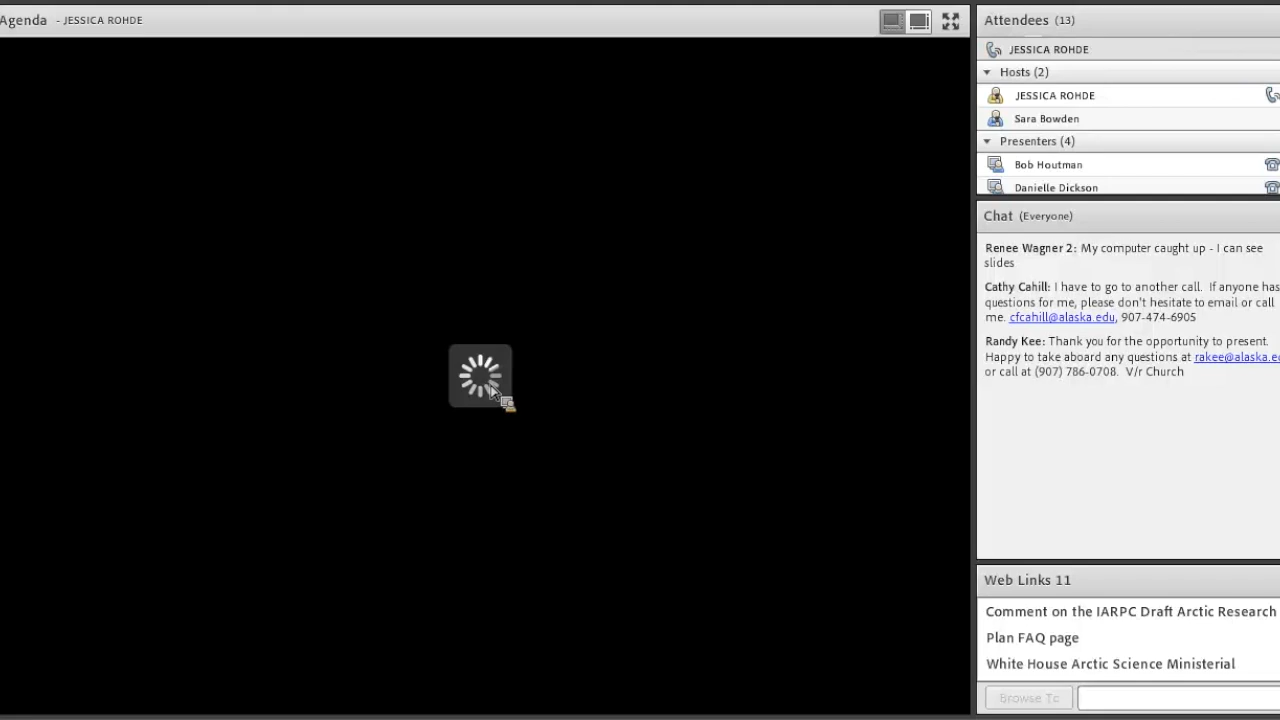 Agenda - JESSICA ROHDE
Attendees (13)
JESSICA ROHDE
Hosts (2)
JESSICA ROHDE
Sara Bowden
Presenters (4)
Bob Houtman
Danielle Dickson
Chat (Everyone)
Renee Wagner 2: My computer caught up - I can see
slides
Cathy Cahill: I have to go to another call. If anyone has
questions for me, please don't hesitate to email or call
me. cfcahill@alaska.edu, 907-474-6905
Randy Kee: Thank you for the opportunity to present.
Happy to take aboard any questions at rakee@alaska.ed
or call at (907) 786-0708. V/r Church
Web Links 11
Comment on the IARPC Draft Arctic Research
Plan FAQ page
White House Arctic Science Ministerial
Browse To